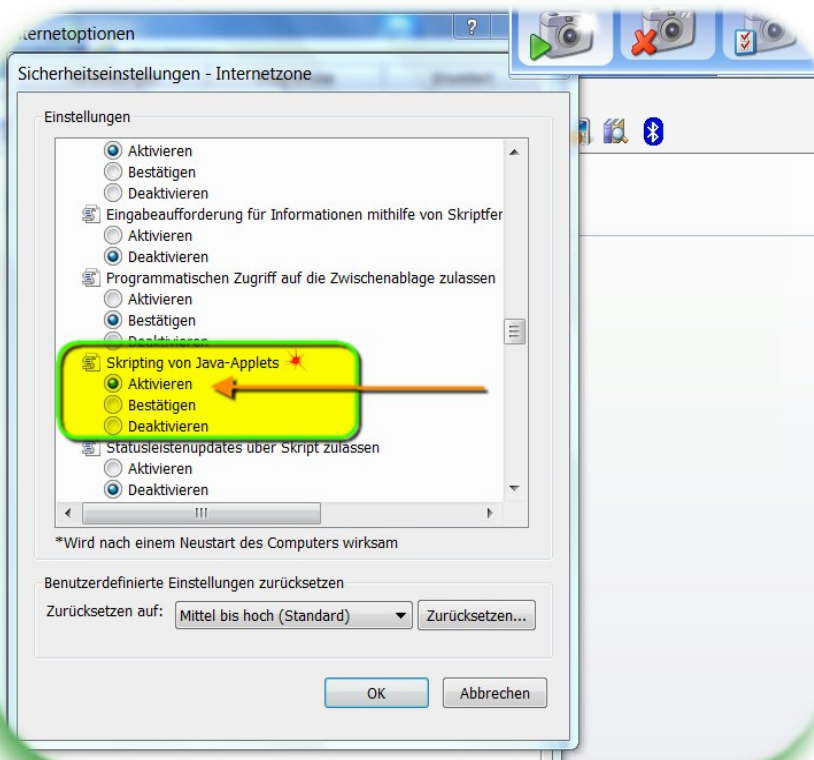 ternetoptionen
?
Sicherheitseinstellungen - Internetzone
Einstellungen
Aktivieren
Bestätigen
Deaktivieren
Eingabeaufforderung für Informationen mithilfe von Skriptfer
Aktivieren
Deaktivieren
Programmatischen Zugriff auf die Zwischenablage zulassen
Aktivieren
Bestätigen
Deaktivieren
Skripting von Java-Applets
Aktivieren
Bestätigen
Deaktivieren
Statusleistenupdates über Skript zulassen
Aktivieren
Deaktivieren
*Wird nach einem Neustart des Computers wirksam
Benutzerdefinierte Einstellungen zurücksetzen
Zurücksetzen auf: Mittel bis hoch (Standard) Zurücksetzen...
OK Abbrechen